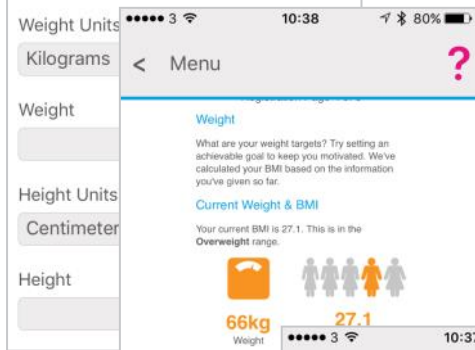 Weight Units
Kilograms
Weight
Height Units
Centimeter
Height
3 10:38 80%
< Menu ?
Weight
What are your weight targets? Try setting an
achievable goal to keep you motivated. We've
calculated your BMI based on the information
you've given so far.
Current Weight & BMI
Your current BMI is 27.1. This is in the
Overweight range.
66kg
Weight
27.1
3 10:37